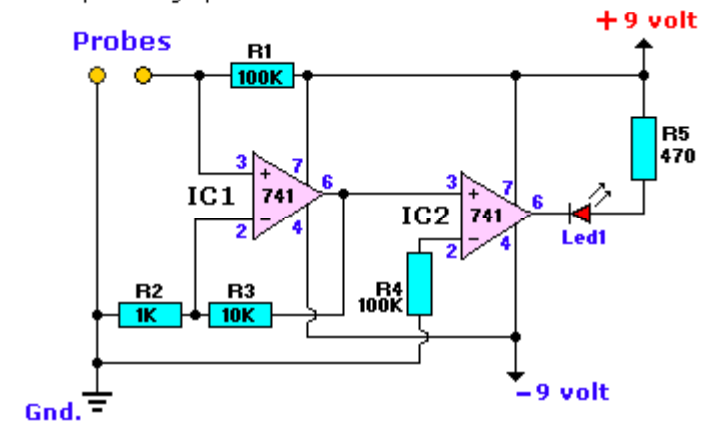 + 9 volt
Probes
R1
100K
R5
470
3
+
7
IC1
741
6
−
2
4
3
+
7
IC2
741
6
−
2
4
Led1
R2
1K
R3
10K
R4
100K
Gnd.
− 9 volt